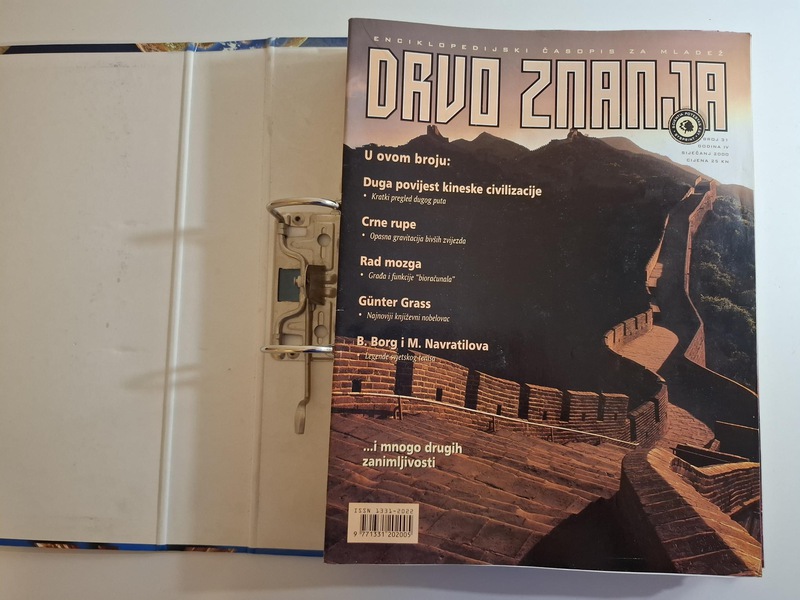 ENCIKLOPEDIJSKI ČASOPIS ZA MLADEŽ
DRVO ZNANJA
BROJ 31
GODINA IV
SIJEČANJ 2000
CIJENA 25 KN
U ovom broju:
Duga povijest kineske civilizacije
• Kratki pregled dugog puta
Crne rupe
• Opasna gravitacija bivših zvijezda
Rad mozga
• Građa i funkcije "bioračunala"
Günter Grass
• Najnoviji književni nobelovac
B. Borg i M. Navratilova
• Legende svjetskog tenisa
...i mnogo drugih
zanimljivosti
ISSN 1331-2022
9 771331 202005